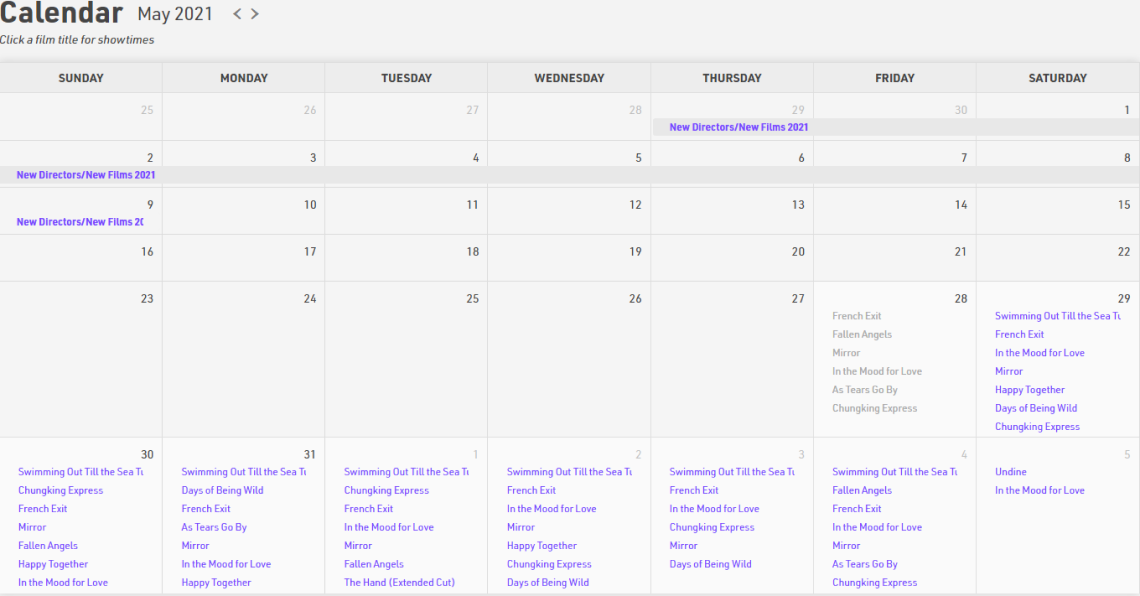 Calendar May 2021 < >
Click a film title for showtimes
SUNDAY MONDAY TUESDAY WEDNESDAY THURSDAY FRIDAY SATURDAY
25 26 27 28 29 30 1
New Directors/New Films 2021
2 3 4 5 6 7 8
New Directors/New Films 2021
9 10 11 12 13 14 15
New Directors/New Films
16 17 18 19 20 21 22
23 24 25 26 27 28 29
French Exit Swimming Out Till the Sea
Fallen Angels French Exit
Mirror In the Mood for Love
In the Mood for Love Mirror
As Tears Go By Happy Together
Chungking Express Days of Being Wild
Chungking Express
30 31 1 2 3 4 5
Swimming Out Till the Sea Swimming Out Till the Sea Swimming Out Till the Sea Swimming Out Till the Sea Swimming Out Till the Sea Swimming Out Till the Sea Undine
Chungking Express Days of Being Wild Chungking Express French Exit French Exit Fallen Angels In the Mood for Love
French Exit French Exit French Exit In the Mood for Love In the Mood for Love French Exit
Mirror As Tears Go By In the Mood for Love Mirror Chungking Express In the Mood for Love
Fallen Angels Mirror Mirror Happy Together Mirror Mirror
Happy Together In the Mood for Love Fallen Angels Chungking Express Days of Being Wild As Tears Go By
In the Mood for Love Happy Together The Hand (Extended Cut) Days of Being Wild Chungking Express